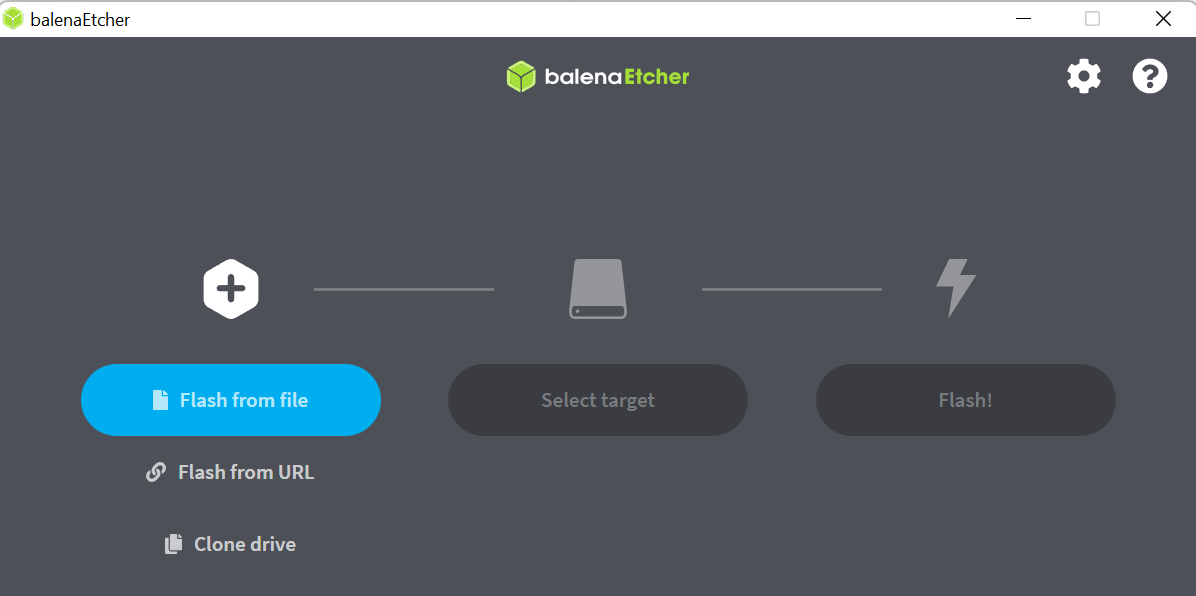 balenaEtcher
balenaEtcher
Flash from file
Select target
Flash!
Flash from URL
Clone drive